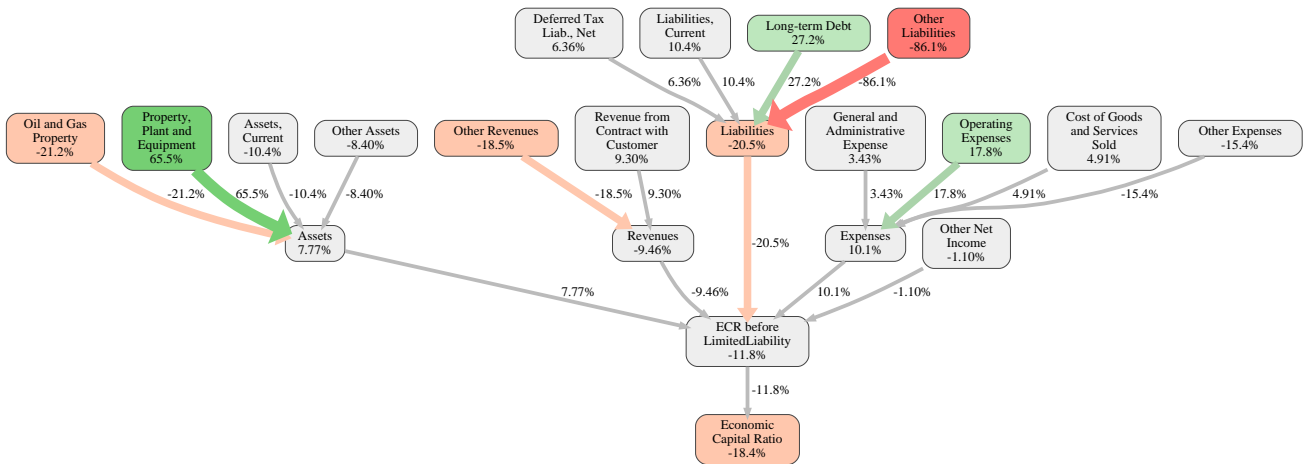 Deferred Tax
Liab., Net
6.36%
Liabilities,
Current
10.4%
Long-term Debt
27.2%
Other
Liabilities
-86.1%
6.36%
10.4%
27.2%
-86.1%
Oil and Gas
Property
-21.2%
Property,
Plant and
Equipment
65.5%
Assets,
Current
-10.4%
Other Assets
-8.40%
Other Revenues
-18.5%
Revenue from
Contract with
Customer
9.30%
Liabilities
-20.5%
General and
Administrative
Expense
3.43%
Operating
Expenses
17.8%
Cost of Goods
and Services
Sold
4.91%
Other Expenses
-15.4%
-21.2%
65.5%
-10.4%
-8.40%
-18.5%
9.30%
3.43%
17.8%
4.91%
-15.4%
Assets
7.77%
Revenues
-9.46%
-20.5%
Expenses
10.1%
Other Net
Income
-1.10%
7.77%
-9.46%
10.1%
-1.10%
ECR before
LimitedLiability
-11.8%
-11.8%
Economic
Capital Ratio
-18.4%